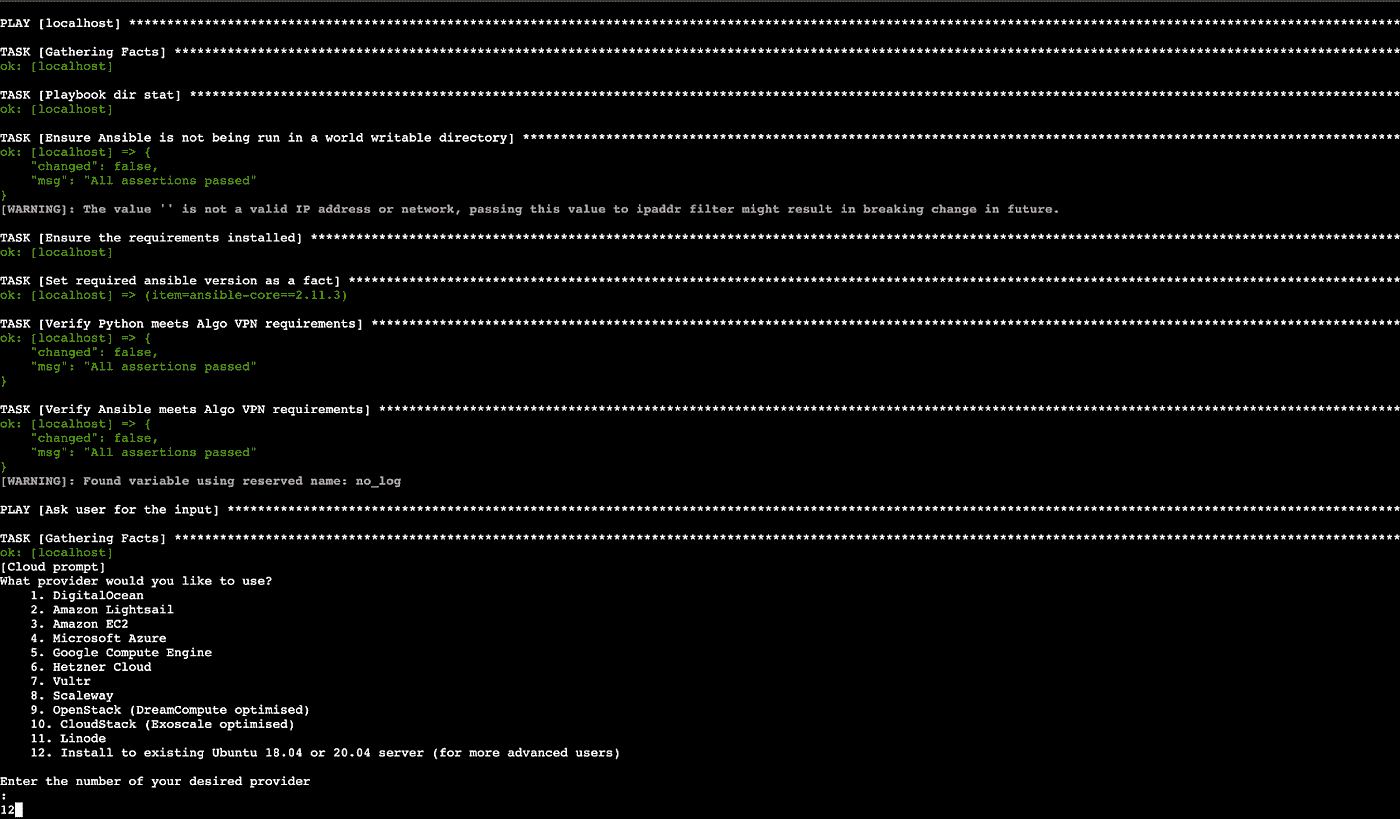 PLAY [localhost] ****************************************************************************************************************************************************************************
TASK [Gathering Facts] **********************************************************************************************************************************************************************
ok: [localhost]
TASK [Playbook dir stat] ********************************************************************************************************************************************************************
ok: [localhost]
TASK [Ensure Ansible is not being run in a world writable directory] ************************************************************************************************************************
ok: [localhost] => {
    "changed": false,
    "msg": "All assertions passed"
}
[WARNING]: The value '' is not a valid IP address or network, passing this value to ipaddr filter might result in breaking change in future.
TASK [Ensure the requirements installed] ****************************************************************************************************************************************************
ok: [localhost]
TASK [Set required ansible version as a fact] ***********************************************************************************************************************************************
ok: [localhost] => (item=ansible-core==2.11.3)
TASK [Verify Python meets Algo VPN requirements] ********************************************************************************************************************************************
ok: [localhost] => {
    "changed": false,
    "msg": "All assertions passed"
}
TASK [Verify Ansible meets Algo VPN requirements] *******************************************************************************************************************************************
ok: [localhost] => {
    "changed": false,
    "msg": "All assertions passed"
}
[WARNING]: Found variable using reserved name: no_log
PLAY [Ask user for the input] ***************************************************************************************************************************************************************
TASK [Gathering Facts] **********************************************************************************************************************************************************************
ok: [localhost]
[Cloud prompt]
What provider would you like to use?
    1. DigitalOcean
    2. Amazon Lightsail
    3. Amazon EC2
    4. Microsoft Azure
    5. Google Compute Engine
    6. Hetzner Cloud
    7. Vultr
    8. Scaleway
    9. OpenStack (DreamCompute optimised)
    10. CloudStack (Exoscale optimised)
    11. Linode
    12. Install to existing Ubuntu 18.04 or 20.04 server (for more advanced users)
Enter the number of your desired provider
:
12